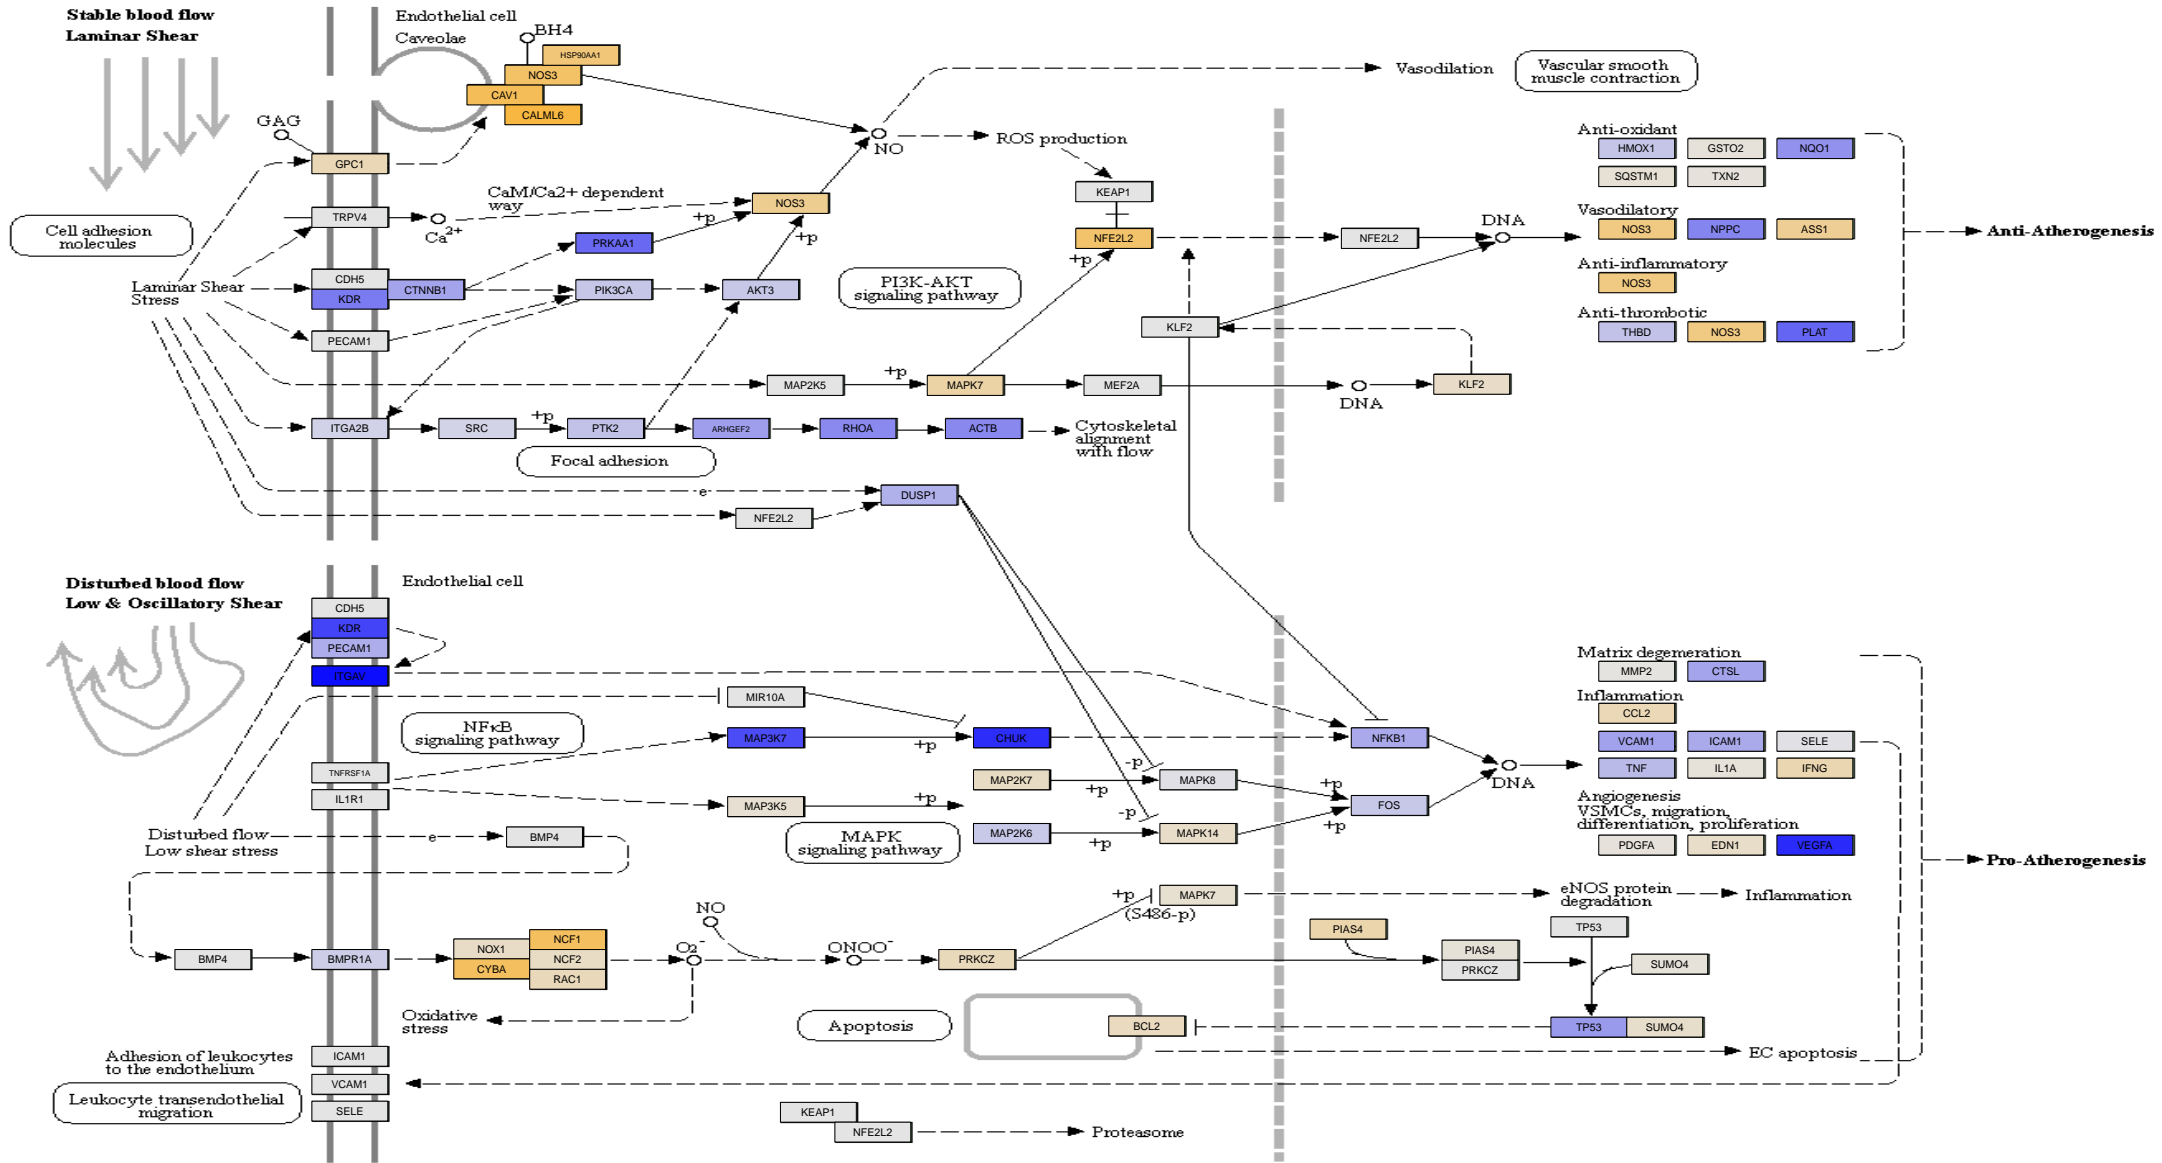 Stable blood flow
Laminar Shear
Endothelial cell
Caveolae
BH4
HSP90AA1
NOS3
CAV1
CALML6
Vasodilation
Vascular smooth
muscle contraction
GAG
GPC1
NO
ROS production
Anti-oxidant
HMOX1
GSTO2
NQO1
SQSTM1
TXN2
KEAP1
CaM/Ca2+ dependent
way
NOS3
+p
TRPV4
Ca2+
Cell adhesion
molecules
PRKAA1
+p
Vasodilatory
NOS3
NPPC
ASS1
DNA
NFE2L2
NFE2L2
+p
Anti-Atherogenesis
Anti-inflammatory
NOS3
Laminar Shear
Stress
CDH5
KDR
CTNNB1
PIK3CA
AKT3
PI3K-AKT
signaling pathway
Anti-thrombotic
THBD
NOS3
PLAT
KLF2
PECAM1
MAP2K5
+p
MAPK7
MEF2A
DNA
KLF2
ITGA2B
SRC
+p
PTK2
ARHGEF2
RHOA
ACTB
Cytoskeletal
alignment
with flow
Focal adhesion
e
DUSP1
NFE2L2
Disturbed blood flow
Low & Oscillatory Shear
Endothelial cell
CDH5
KDR
PECAM1
ITGAV
MIR10A
NFκB
signaling pathway
MAP3K7
+p
CHUK
NFKB1
Matrix degemeration
MMP2
CTSL
Inflammation
CCL2
VCAM1
ICAM1
SELE
TNF
IL1A
IFNG
DNA
TNFRSF1A
IL1R1
MAP3K5
+p
MAP2K7
+p
-p
MAPK8
+p
FOS
MAPK
signaling pathway
MAP2K6
+p
-p
MAPK14
+p
Angiogenesis
VSMCs, migration,
differentiation, proliferation
PDGFA
EDN1
VEGFA
Pro-Atherogenesis
Disturbed flow
Low shear stress
e
BMP4
+p
(S486-p)
MAPK7
eNOS protein
degradation
Inflammation
NO
BMP4
BMPR1A
NOX1
CYBA
NCF1
NCF2
RAC1
O2-
ONOO-
PRKCZ
PIAS4
PIAS4
PRKCZ
TP53
SUMO4
Oxidative
stress
Apoptosis
BCL2
TP53
SUMO4
EC apoptosis
Adhesion of leukocytes
to the endothelium
ICAM1
VCAM1
SELE
Leukocyte transendothelial
migration
KEAP1
NFE2L2
Proteasome